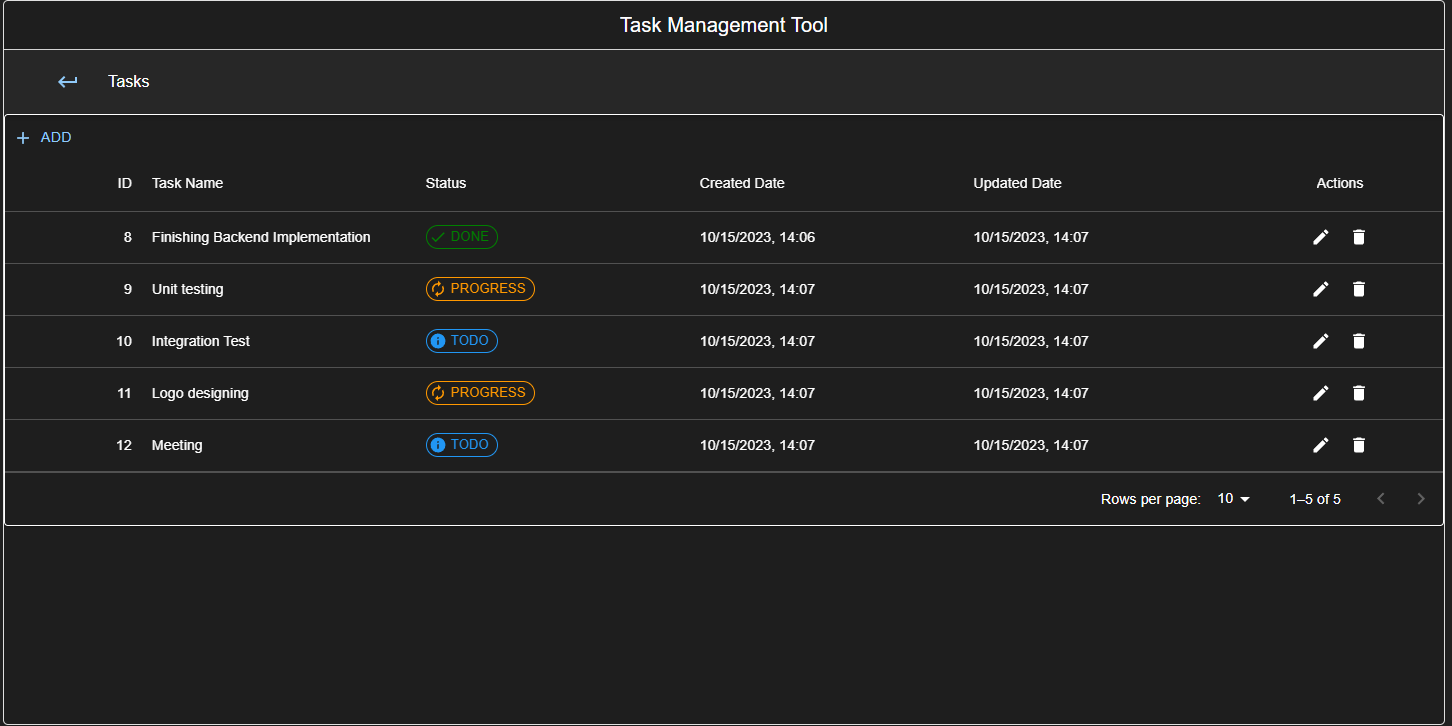 Task Management Tool
Tasks
ADD
ID Task Name Status Created Date Updated Date Actions
8 Finishing Backend Implementation DONE 10/15/2023, 14:06 10/15/2023, 14:07
9 Unit testing PROGRESS 10/15/2023, 14:07 10/15/2023, 14:07
10 Integration Test TODO 10/15/2023, 14:07 10/15/2023, 14:07
11 Logo designing PROGRESS 10/15/2023, 14:07 10/15/2023, 14:07
12 Meeting TODO 10/15/2023, 14:07 10/15/2023, 14:07
Rows per page: 10 1–5 of 5